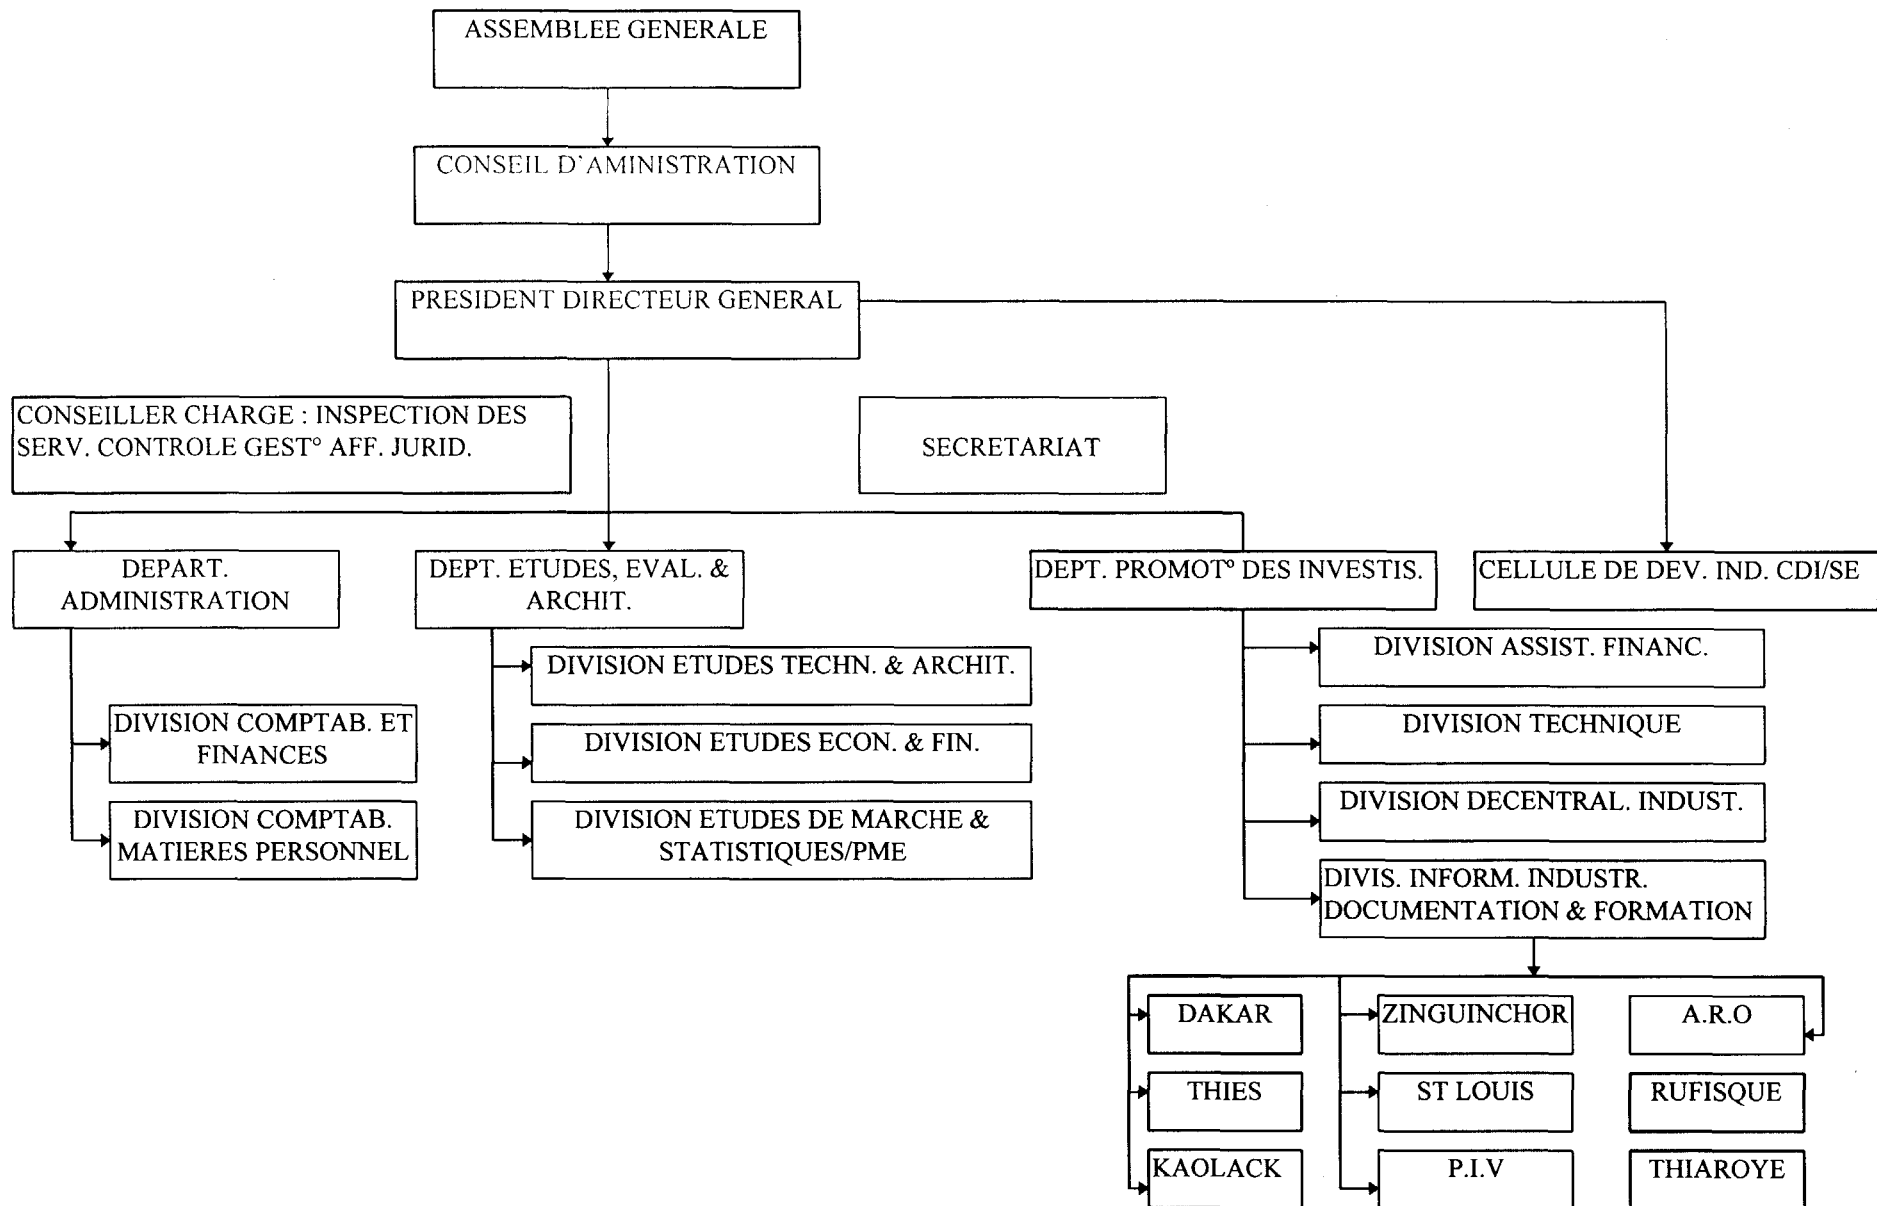 ASSEMBLEE GENERALE
CONSEIL D'AMINISTRATION
PRESIDENT DIRECTEUR GENERAL
CONSEILLER CHARGE : INSPECTION DES
SERV. CONTROLE GEST° AFF. JURID.
SECRETARIAT
DEPART.
ADMINISTRATION
DEPT. ETUDES, EVAL. &
ARCHIT.
DEPT. PROMOT° DES INVESTIS.
CELLULE DE DEV. IND. CDI/SE
DIVISION COMPTAB. ET
FINANCES
DIVISION COMPTAB.
MATIERES PERSONNEL
DIVISION ETUDES TECHN. & ARCHIT.
DIVISION ETUDES ECON. & FIN.
DIVISION ETUDES DE MARCHE &
STATISTIQUES/PME
DIVISION ASSIST. FINANC.
DIVISION TECHNIQUE
DIVISION DECENTRAL. INDUST.
DIVIS. INFORM. INDUSTR.
DOCUMENTATION & FORMATION
DAKAR
ZINGUINCHOR
A.R.O
THIES
ST LOUIS
RUFISQUE
KAOLACK
P.I.V
THIAROYE